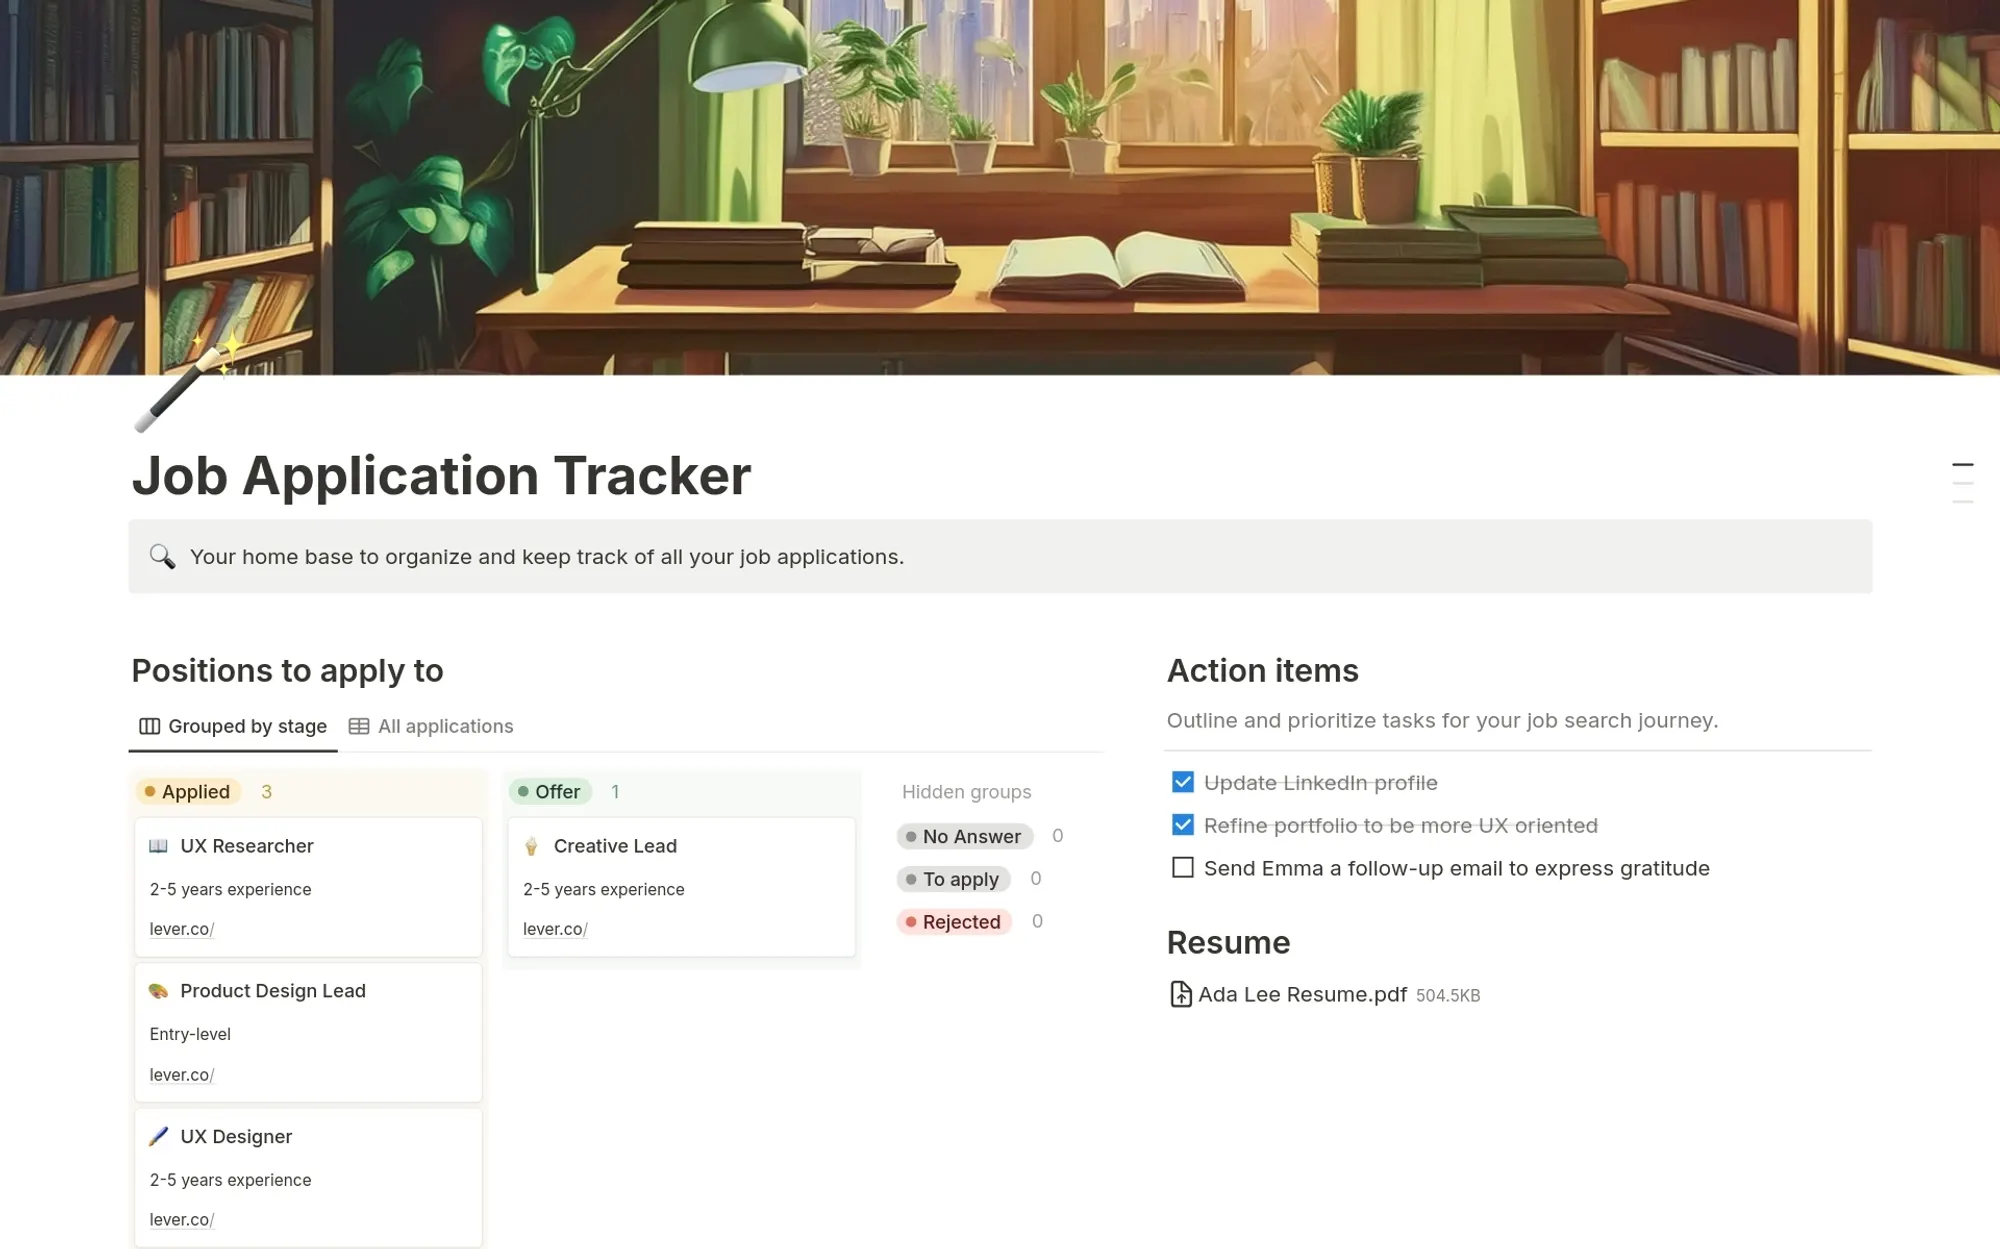 Job Application Tracker
Your home base to organize and keep track of all your job applications.
Positions to apply to
Grouped by stage
All applications
Applied 3
UX Researcher
2-5 years experience
lever.co/
Product Design Lead
Entry-level
lever.co/
UX Designer
2-5 years experience
lever.co/
Offer 1
Creative Lead
2-5 years experience
lever.co/
Hidden groups
No Answer 0
To apply 0
Rejected 0
Action items
Outline and prioritize tasks for your job search journey.
Update LinkedIn profile
Refine portfolio to be more UX oriented
Send Emma a follow-up email to express gratitude
Resume
Ada Lee Resume.pdf 504.5KB